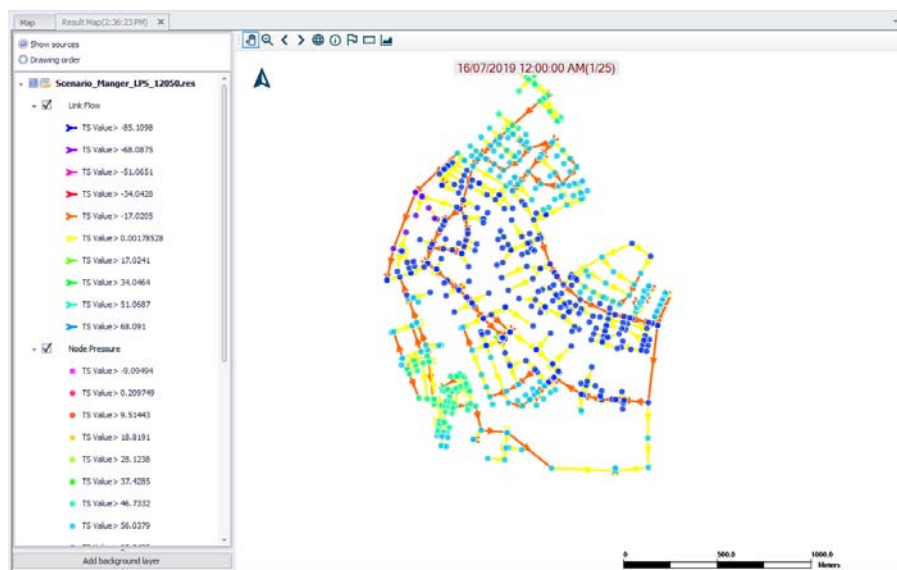 Map
Result Map(2:36:23 PM)
Show sources
Drawing order
16/07/2019 12:00:00 AM(1/25)
Scenario_Manger_LPS_12050.res
Link Flow
TS Value> -85.1098
TS Value> -68.0875
TS Value> -51.0651
TS Value> -34.0428
TS Value> -17.0205
TS Value> 0.00178528
TS Value> 17.0241
TS Value> 34.0464
TS Value> 51.0687
TS Value> 68.091
Node Pressure
TS Value> -9.09494
TS Value> 0.209749
TS Value> 9.51443
TS Value> 18.8191
TS Value> 28.1238
TS Value> 37.4285
TS Value> 46.7332
TS Value> 56.0379
Add background layer
0 500.0 1000.0
Meters